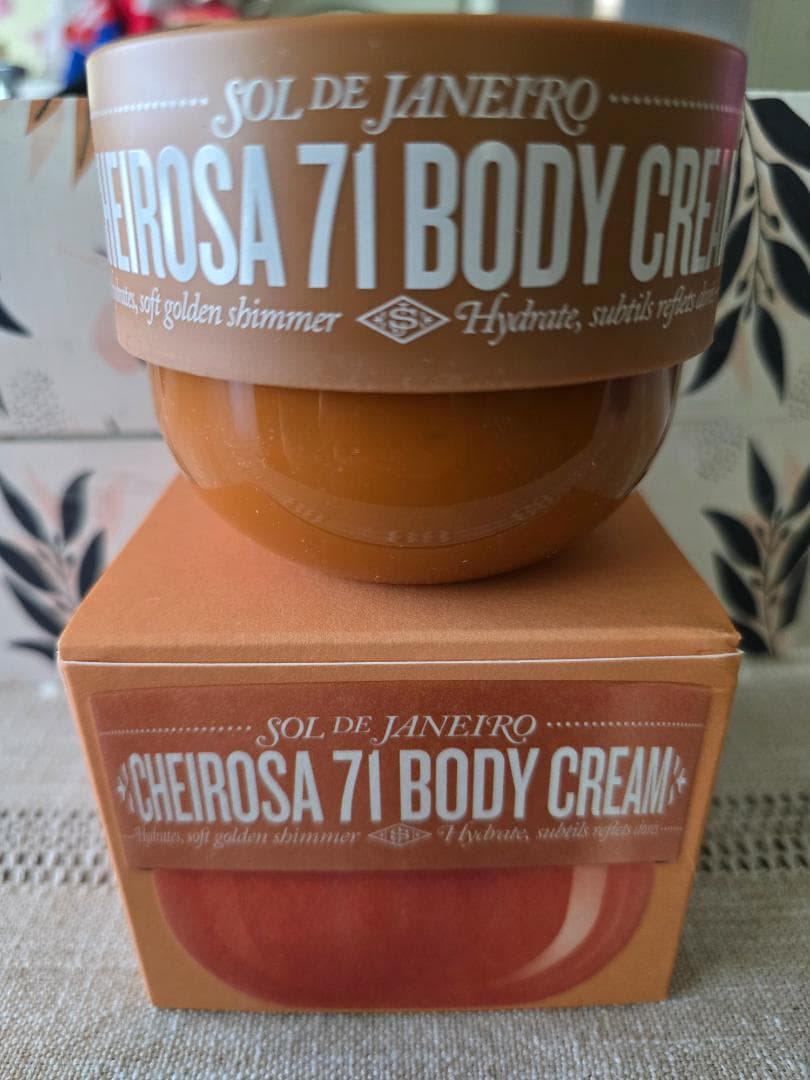 SOL DE JANEIRO
CHEIROSA 71 BODY CREA
soft golden shimmer Hydrate, subtils reflets
SOL DE JANEIRO
CHEIROSA 71 BODY CREAM
Hydrates, soft golden shimmer Hydrate, subtils reflets dorés